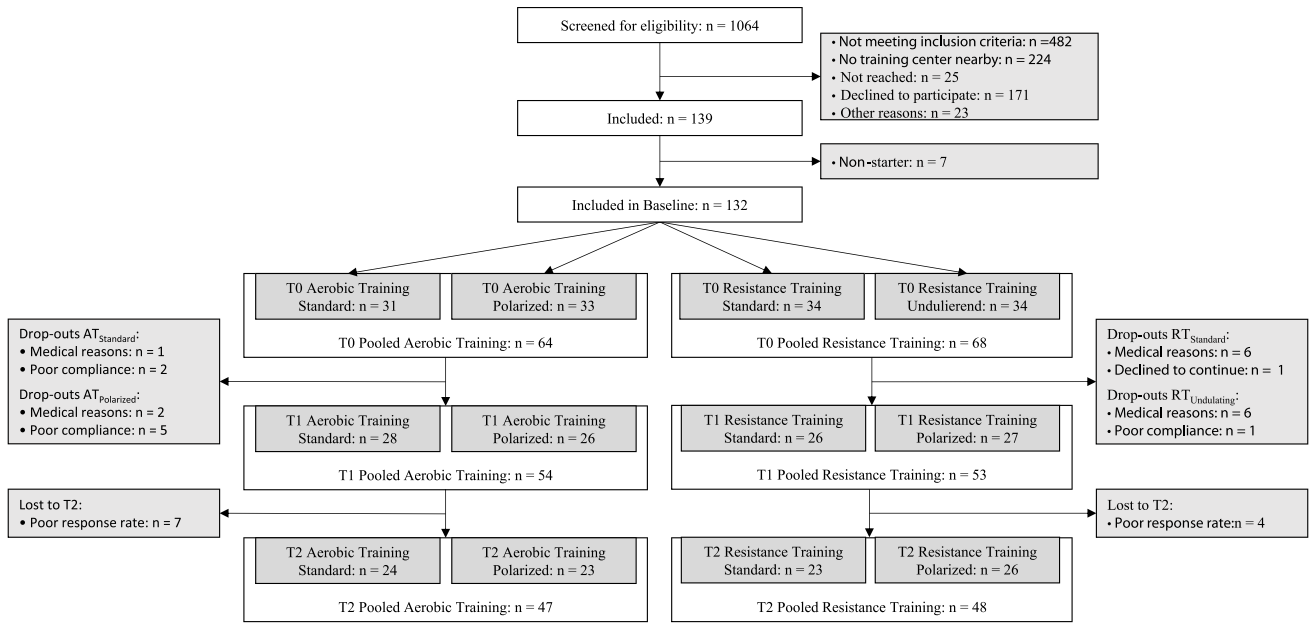 Screened for eligibility: n = 1064
• Not meeting inclusion criteria: n =482
• No training center nearby: n = 224
• Not reached: n = 25
• Declined to participate: n = 171
• Other reasons: n = 23
Included: n = 139
• Non-starter: n = 7
Included in Baseline: n = 132
T0 Aerobic Training
Standard: n = 31
T0 Aerobic Training
Polarized: n = 33
T0 Pooled Aerobic Training: n = 64
T0 Resistance Training
Standard: n = 34
T0 Resistance Training
Undulierend: n = 34
T0 Pooled Resistance Training: n = 68
Drop-outs ATStandard:
• Medical reasons: n = 1
• Poor compliance: n = 2
Drop-outs ATPolarized:
• Medical reasons: n = 2
• Poor compliance: n = 5
Drop-outs RTStandard:
• Medical reasons: n = 6
• Declined to continue: n = 1
Drop-outs RTUndulating:
• Medical reasons: n = 6
• Poor compliance: n = 1
T1 Aerobic Training
Standard: n = 28
T1 Aerobic Training
Polarized: n = 26
T1 Pooled Aerobic Training: n = 54
T1 Resistance Training
Standard: n = 26
T1 Resistance Training
Polarized: n = 27
T1 Pooled Resistance Training: n = 53
Lost to T2:
• Poor response rate: n = 7
Lost to T2:
• Poor response rate:n = 4
T2 Aerobic Training
Standard: n = 24
T2 Aerobic Training
Polarized: n = 23
T2 Pooled Aerobic Training: n = 47
T2 Resistance Training
Standard: n = 23
T2 Resistance Training
Polarized: n = 26
T2 Pooled Resistance Training: n = 48